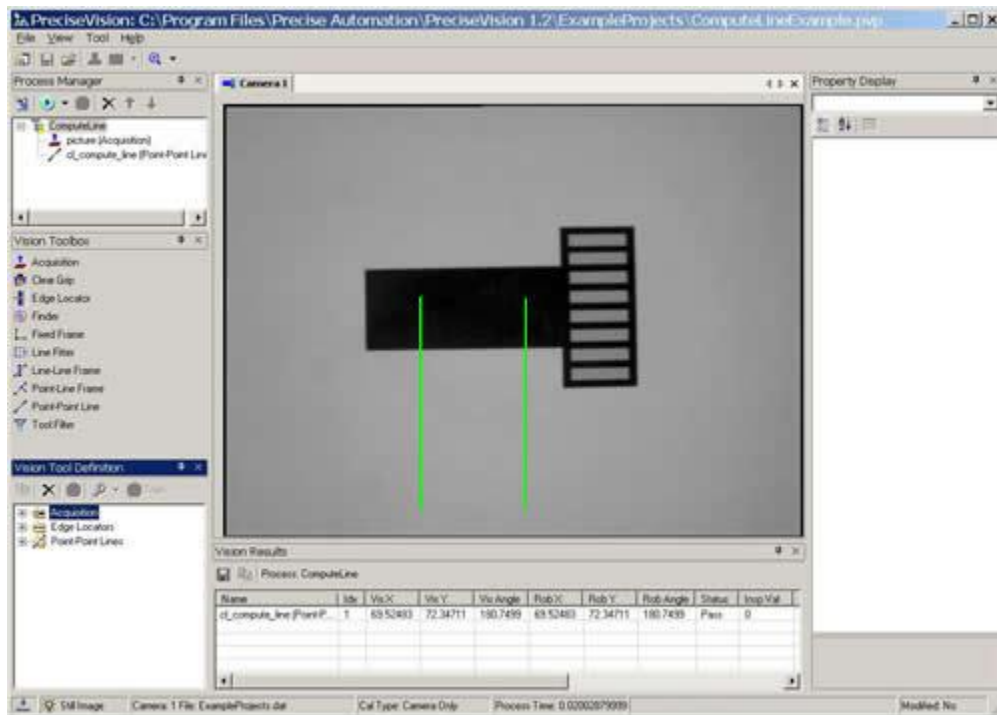 PreciseVision: C:\Program Files\Precise Automation\PreciseVision 1.2\ExampleProjects\ComputeLineExample.pvp
File View Tool Help
Process Manager
ComputeLine
picture (Acquisition)
cl_compute_line (Point-Point Line
Camera 1
Property Display
Vision Toolbox
Acquisition
Clear Grip
Edge Locator
Finder
Fixed Frame
Line Fitter
Line-Line Frame
Point-Line Frame
Point-Point Line
Tool Filter
Vision Tool Definition
Acquisition
Edge Locators
Point-Point Lines
Vision Results
Process: ComputeLine
Name Idx Vis X Vis Y Vis Angle Rob X Rob Y Rob Angle Status Insp Val
cl_compute_line (Point-P... 1 69.52483 72.34711 180.7499 69.52483 72.34711 180.7499 Pass 0
Still Image Camera: 1 File: ExampleProjects.dat Cal Type: Camera Only Process Time: Modified: No